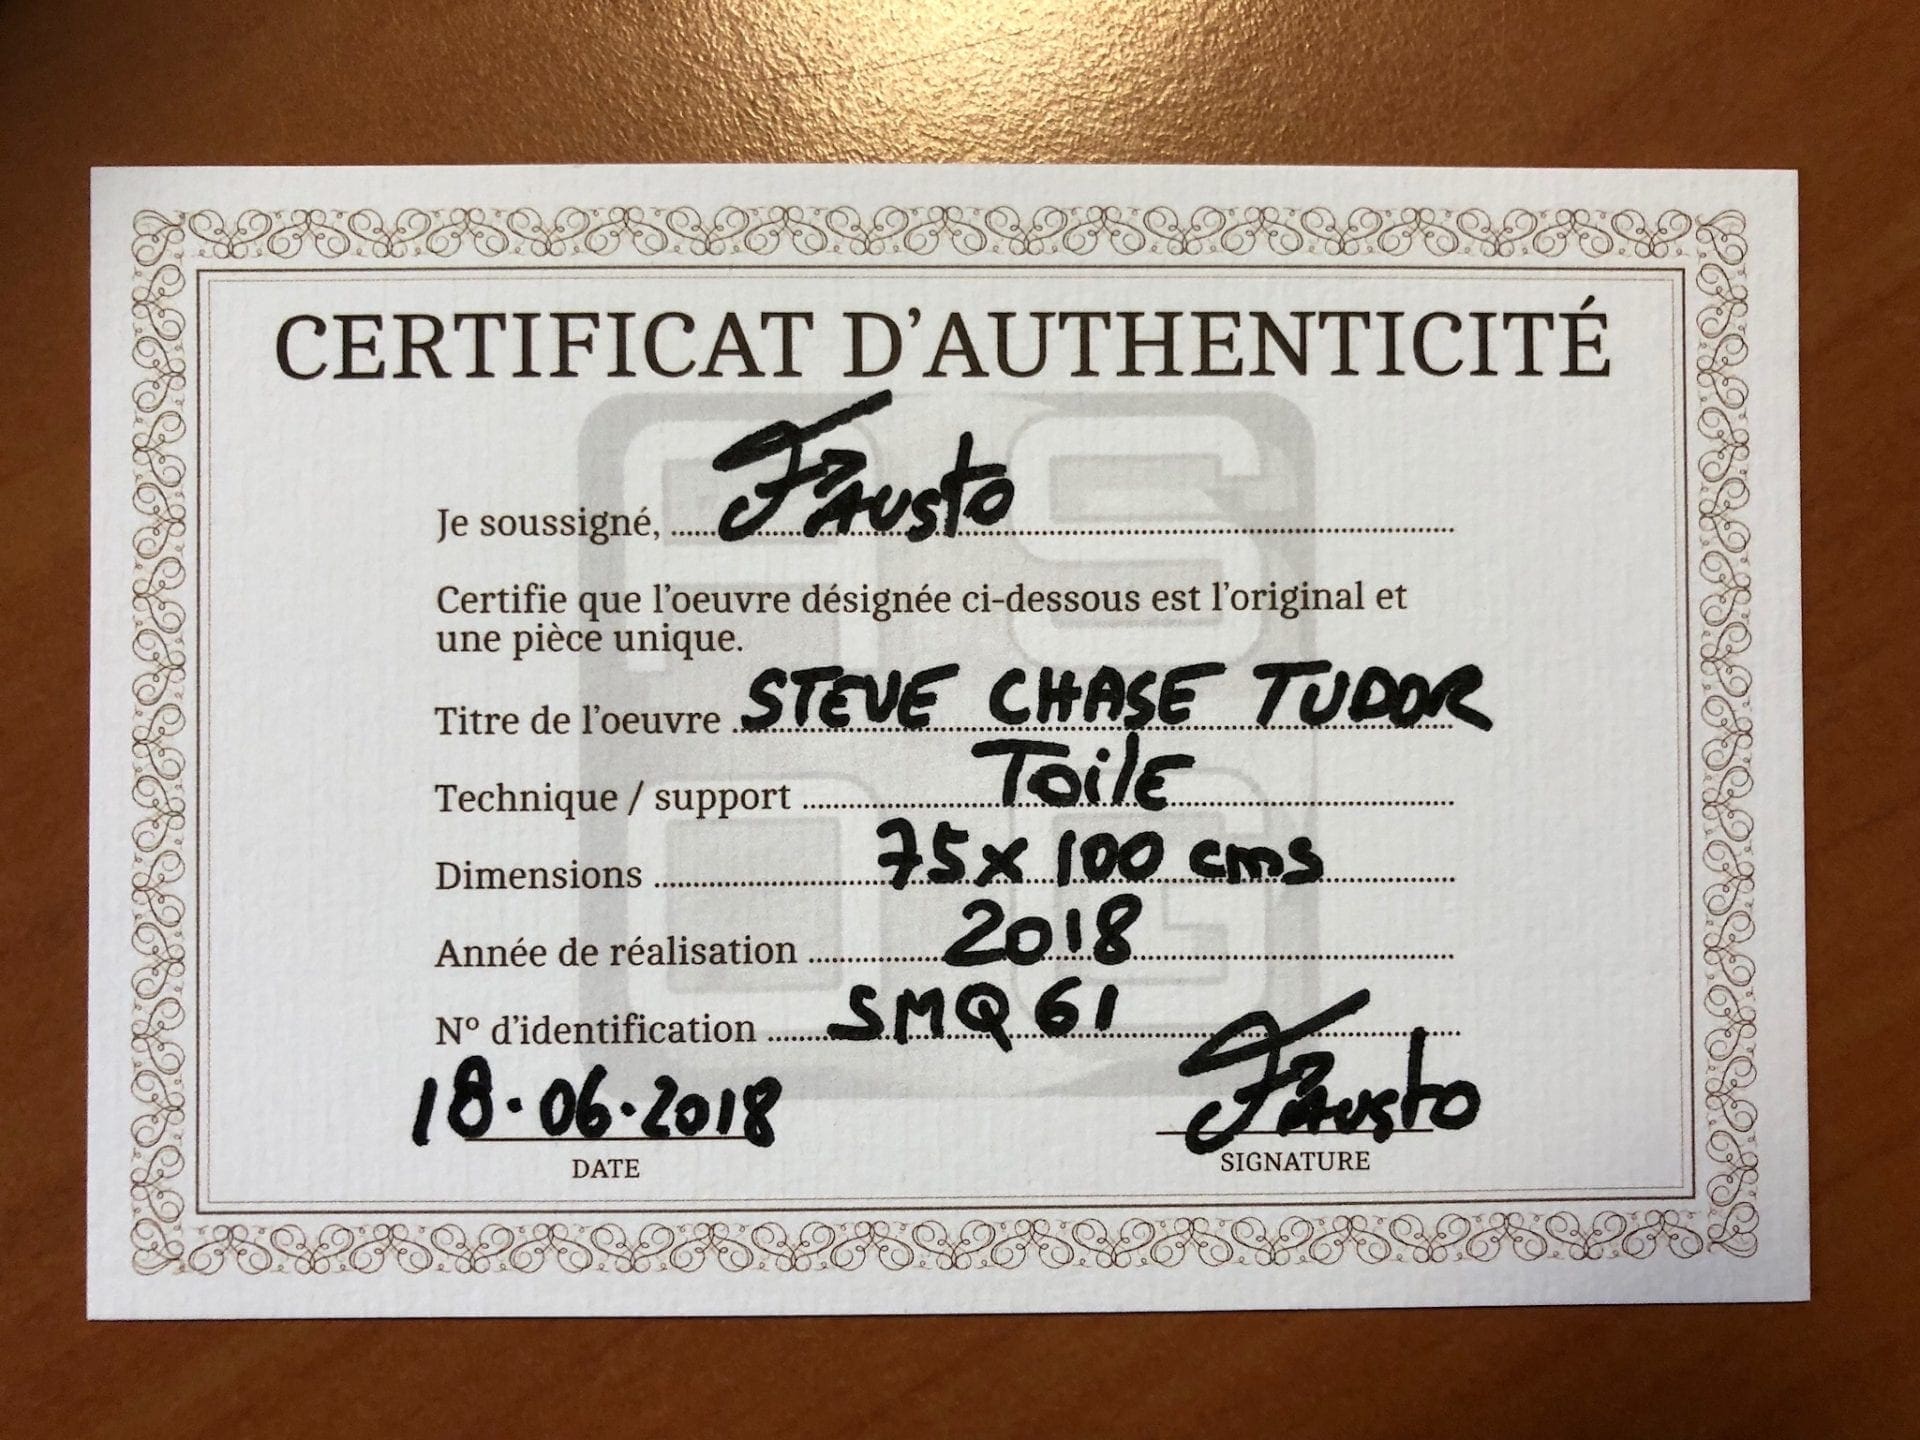 CERTIFICAT D'AUTHENTICITÉ
Je soussigné, Fausto
Certifie que l'oeuvre désignée ci-dessous est l'original et
une pièce unique.
Titre de l'oeuvre STEVE CHASE TUDOR
Technique / support Toile
Dimensions 75 x 100 cms
Année de réalisation 2018
N° d'identification SMQ 61
18.06.2018 Fausto
DATE SIGNATURE